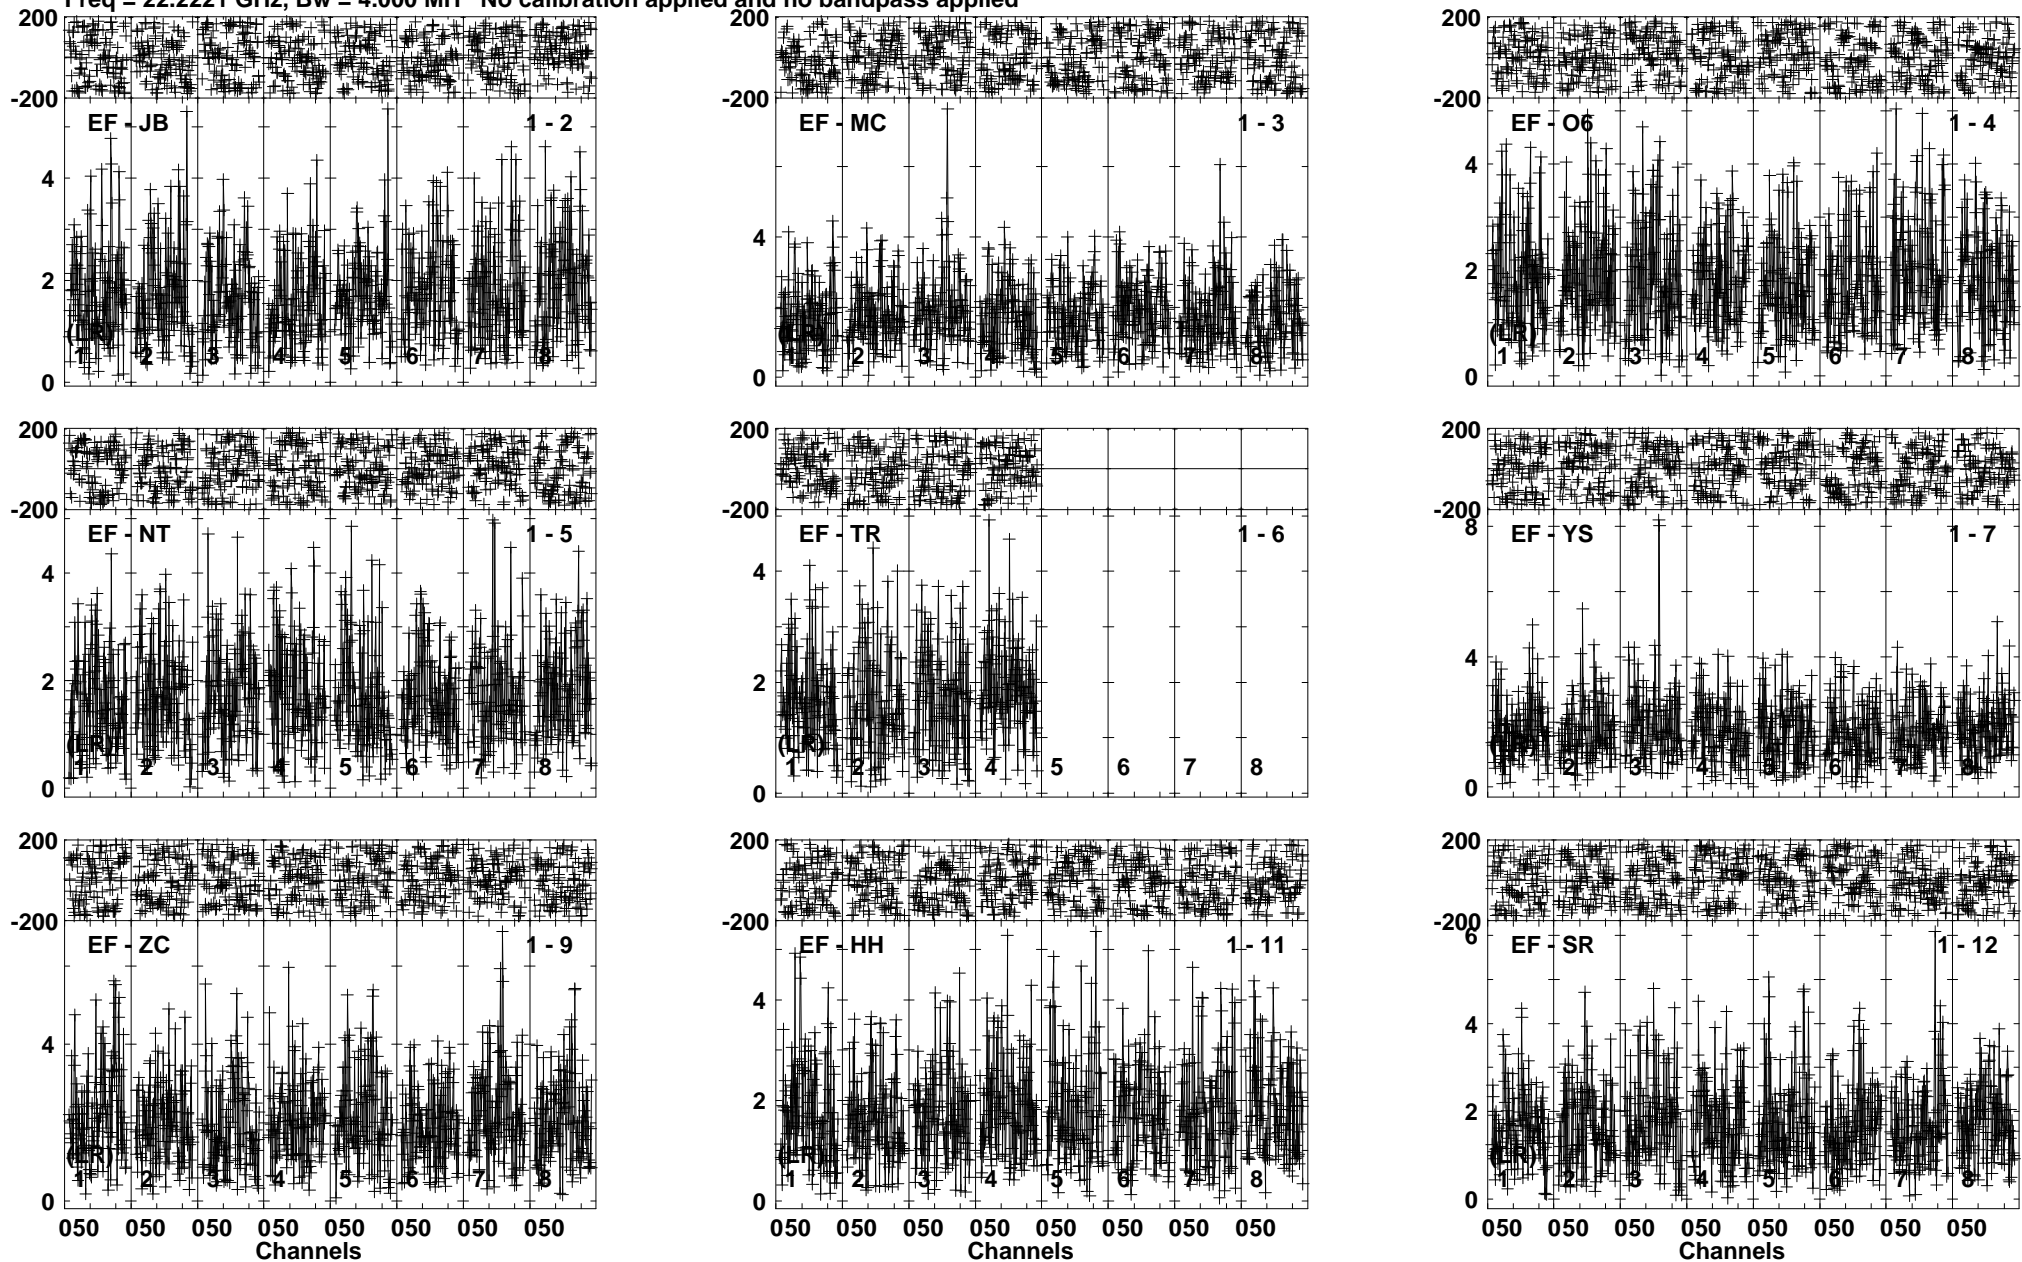 Freq = 22.2221 GHz, Bw = 4.000 MH No calibration applied and no bandpass applied
200 200 200
-200 -200 -200
EF - JB 1 - 2 EF - MC 1 - 3 EF - O6 1 - 4
4 4 4
2 2
(LR) (LR) (LR)
1 2 3 4 5 6 7 8 1 2 3 4 5 6 7 8 1 2 3 4 5 6 7 8
0 0 0
200 200 200
-200 -200 -200
8
EF - NT 1 - 5 EF - TR 1 - 6 EF - YS 1 - 7
4 4 4
2 2
(LR) (LR) (LR)
1 2 3 4 5 6 7 8 1 2 3 4 5 6 7 8 1 2 3 4 5 6 7 8
0 0 0
200 200 200
-200 -200 -200
6
EF - ZC 1 - 9 EF - HH 1 - 11 EF - SR 1 - 12
4 4 4
2 2
(LR) (LR) (LR)
1 2 3 4 5 6 7 8 1 2 3 4 5 6 7 8 1 2 3 4 5 6 7 8
0 0 0
050 050 050 050 050 050 050 050 050 050 050 050 050 050 050 050 050 050 050 050 050 050 050 050
Channels Channels